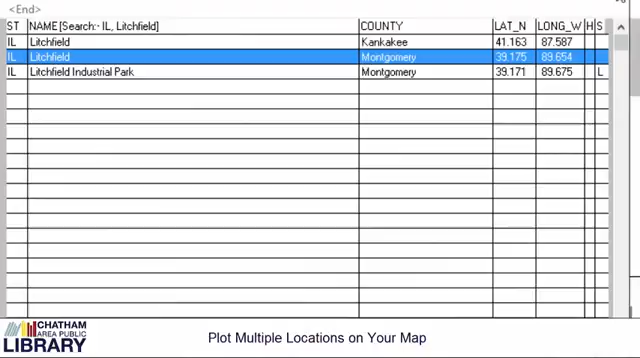 <End>
ST NAME [Search:- IL, Litchfield] COUNTY LAT_N LONG_W H S
IL Litchfield Kankakee 41.163 87.587
IL Litchfield Montgomery 39.175 89.654
IL Litchfield Industrial Park Montgomery 39.171 89.675 L
CHATHAM
AREA PUBLIC
LIBRARY
Plot Multiple Locations on Your Map